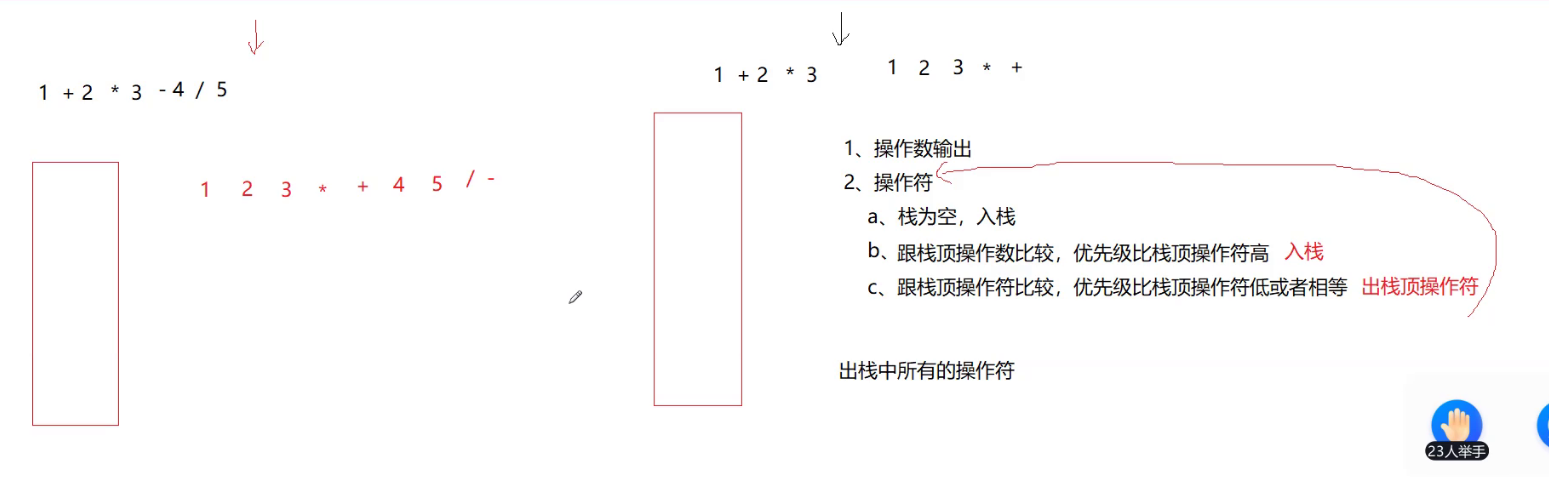 1 + 2 * 3 - 4 / 5
1 2 3 * + 4 5 / -
1 + 2 * 3 1 2 3 * +
1、操作数输出
2、操作符
a、栈为空，入栈
b、跟栈顶操作数比较，优先级比栈顶操作符高 入栈
c、跟栈顶操作符比较，优先级比栈顶操作符低或者相等 出栈顶操作符
出栈中所有的操作符
23人举手